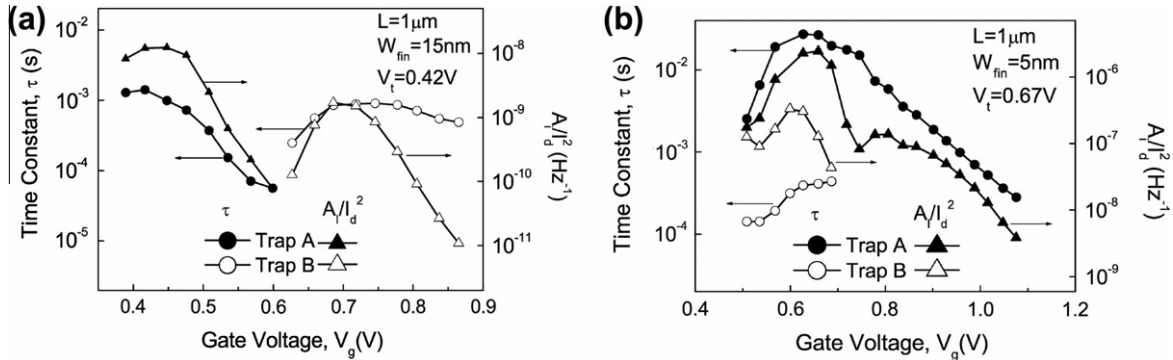 (a)
L=1μm
W_fin=15nm
V_t=0.42V
10^-2
10^-3
10^-4
10^-5
Time Constant, τ (s)
10^-8
10^-9
10^-10
10^-11
A_I/I_d^2 (Hz^-1)
τ A_I/I_d^2
Trap A
Trap B
0.4 0.5 0.6 0.7 0.8 0.9
Gate Voltage, V_g(V)
(b)
L=1μm
W_fin=5nm
V_t=0.67V
10^-2
10^-3
10^-4
Time Constant, τ (s)
10^-6
10^-7
10^-8
10^-9
A_I/I_d^2 (Hz^-1)
τ A_I/I_d^2
Trap A
Trap B
0.4 0.6 0.8 1.0 1.2
Gate Voltage, V_g(V)